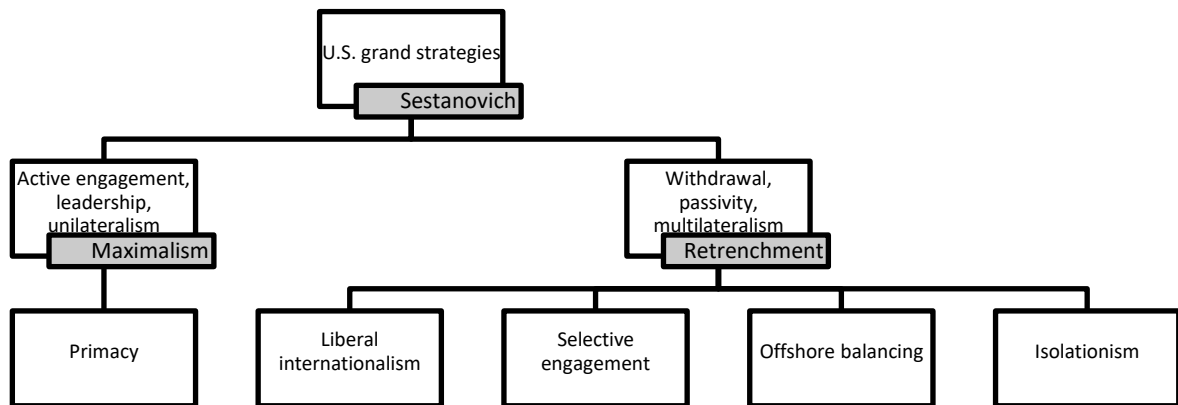 U.S. grand strategies
Sestanovich
Active engagement,
leadership,
unilateralism
Maximalism
Withdrawal,
passivity,
multilateralism
Retrenchment
Primacy
Liberal
internationalism
Selective
engagement
Offshore balancing
Isolationism